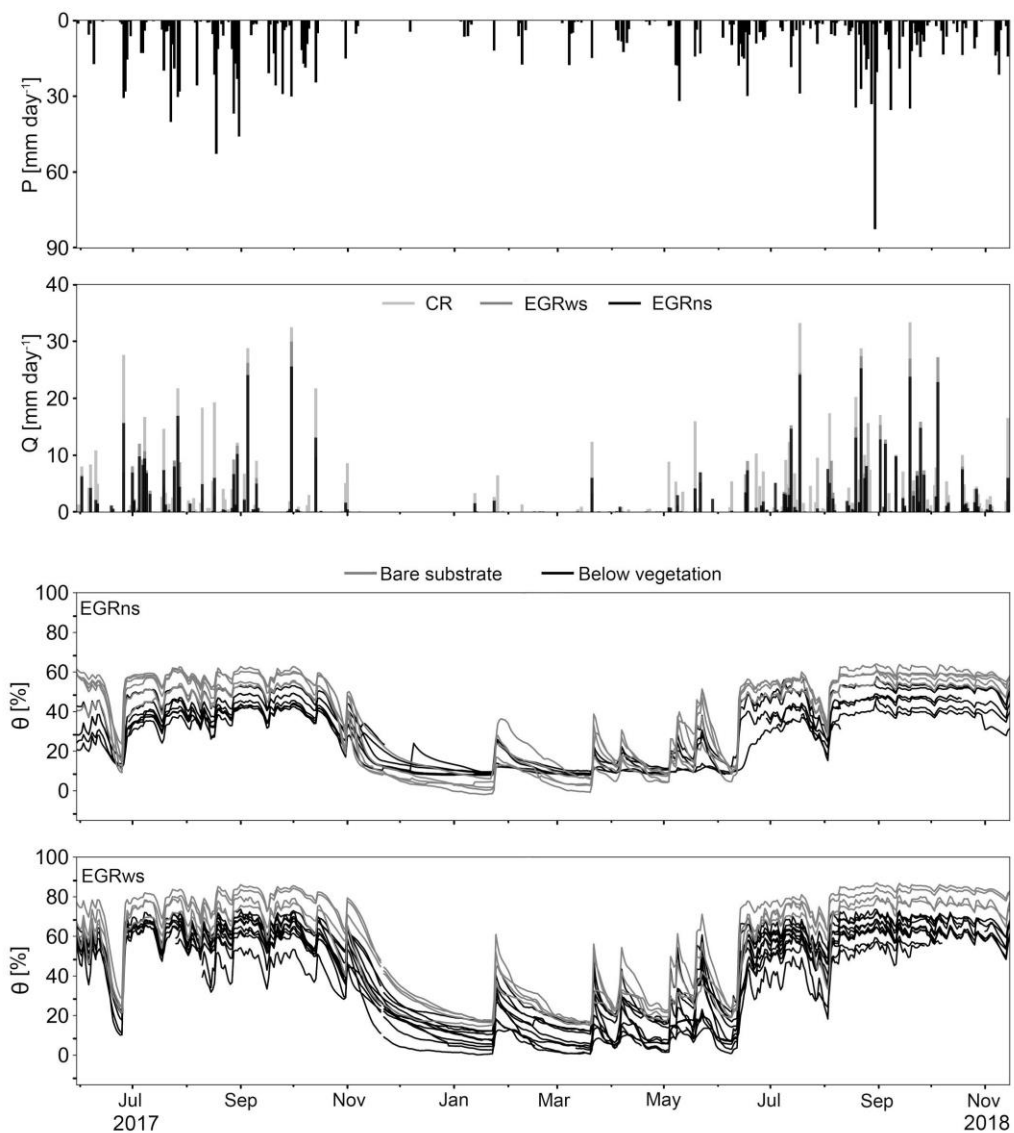 0
30
60
90
P [mm day⁻¹]
40
30
20
10
0
Q [mm day⁻¹]
CR EGRws EGRns
Bare substrate Below vegetation
100
80
60
40
20
0
θ [%]
EGRns
100
80
60
40
20
0
θ [%]
EGRws
Jul Sep Nov Jan Mar May Jul Sep Nov
2017 2018